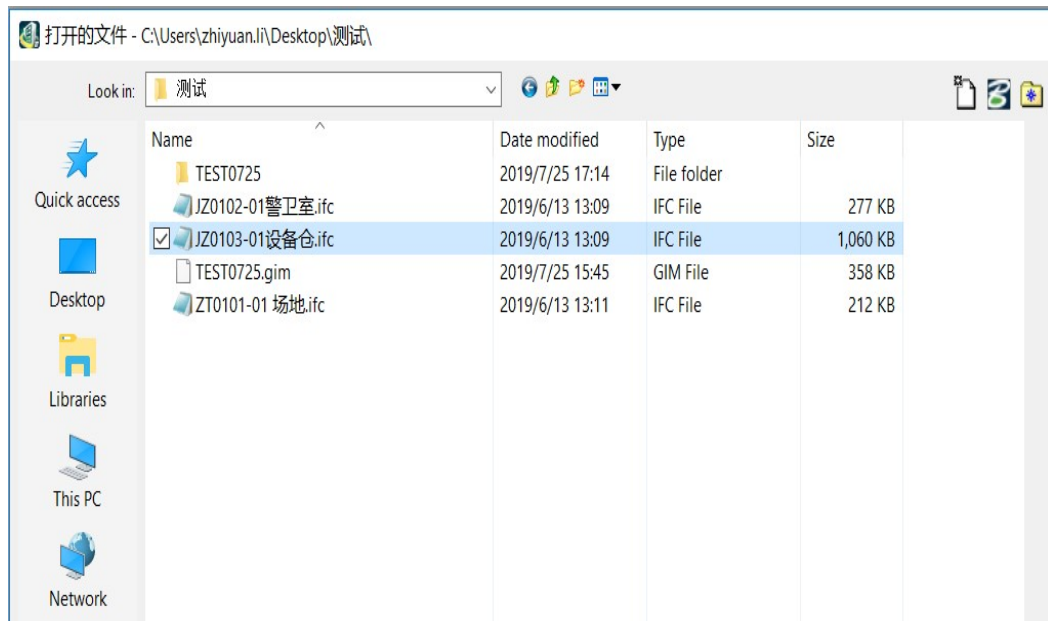 打开的文件 - C:\Users\zhiyuan.li\Desktop\测试\
Look in: 测试
Name Date modified Type Size
TEST0725 2019/7/25 17:14 File folder
JZ0102-01警卫室.ifc 2019/6/13 13:09 IFC File 277 KB
JZ0103-01设备仓.ifc 2019/6/13 13:09 IFC File 1,060 KB
TEST0725.gim 2019/7/25 15:45 GIM File 358 KB
ZT0101-01 场地.ifc 2019/6/13 13:11 IFC File 212 KB
Quick access
Desktop
Libraries
This PC
Network